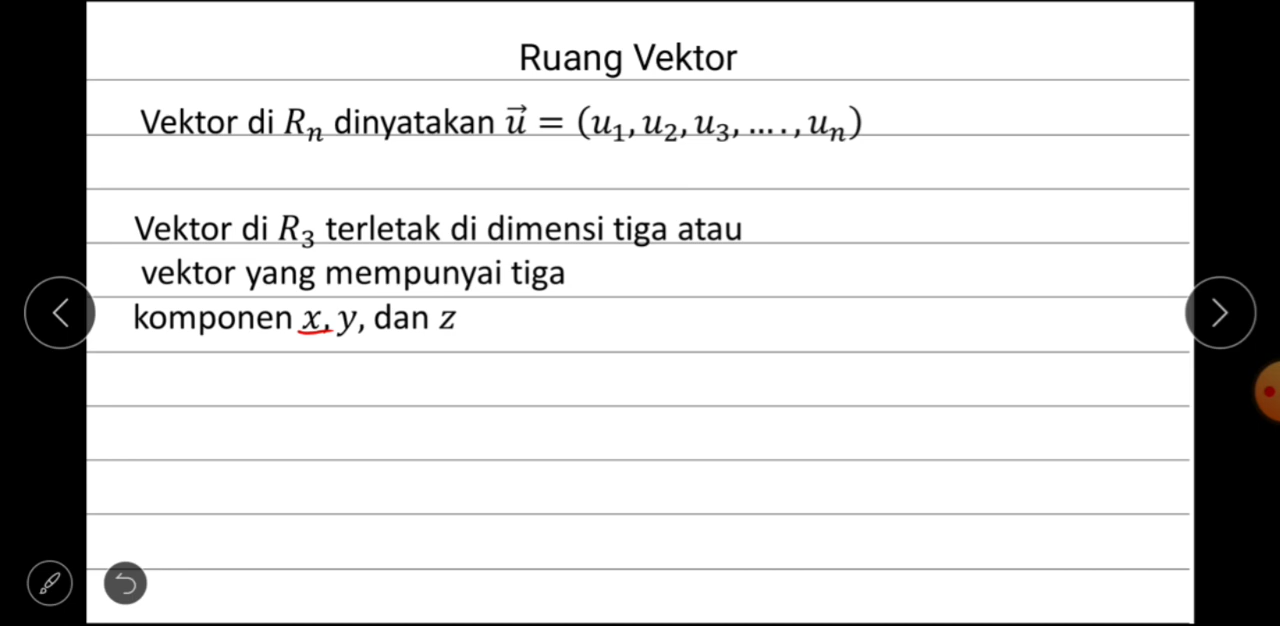 Ruang Vektor
Vektor di Rₙ dinyatakan u⃗ = (u₁, u₂, u₃, …. , uₙ)
Vektor di R₃ terletak di dimensi tiga atau
vektor yang mempunyai tiga
komponen x, y, dan z